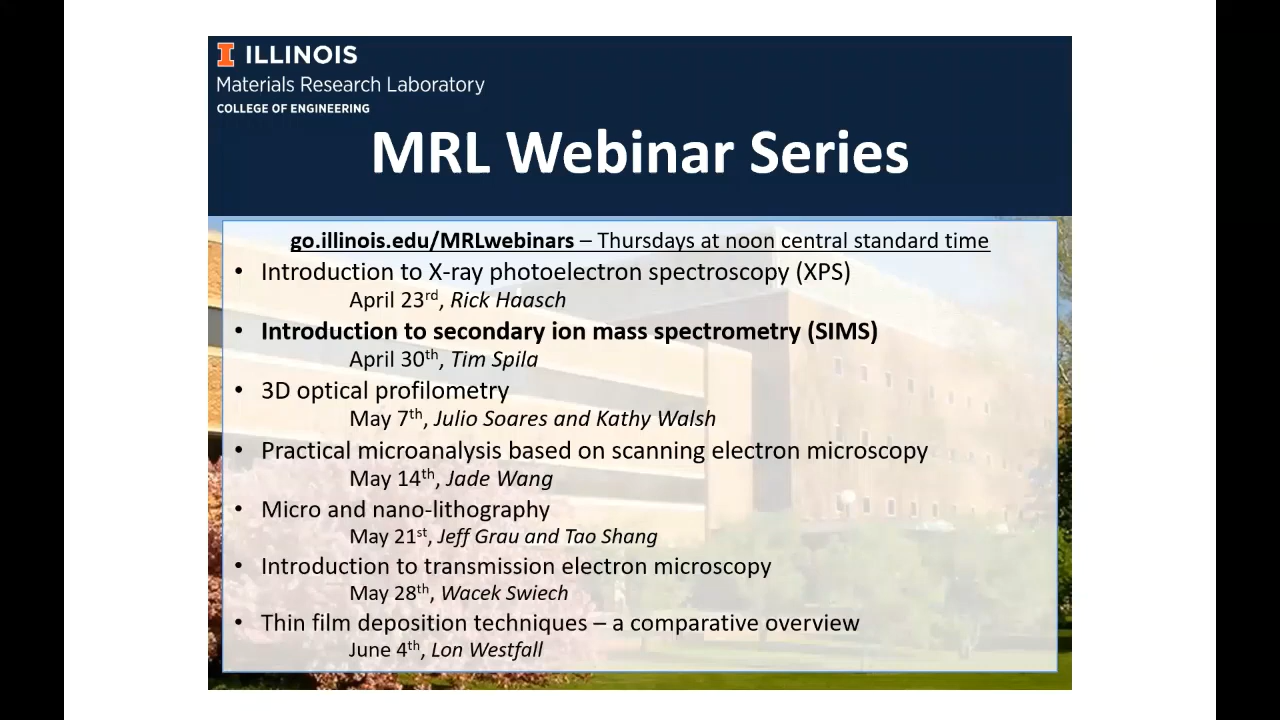 I ILLINOIS
Materials Research Laboratory
COLLEGE OF ENGINEERING
MRL Webinar Series
go.illinois.edu/MRLwebinars – Thursdays at noon central standard time
• Introduction to X-ray photoelectron spectroscopy (XPS)
April 23rd, Rick Haasch
• Introduction to secondary ion mass spectrometry (SIMS)
April 30th, Tim Spila
• 3D optical profilometry
May 7th, Julio Soares and Kathy Walsh
• Practical microanalysis based on scanning electron microscopy
May 14th, Jade Wang
• Micro and nano-lithography
May 21st, Jeff Grau and Tao Shang
• Introduction to transmission electron microscopy
May 28th, Wacek Swiech
• Thin film deposition techniques – a comparative overview
June 4th, Lon Westfall